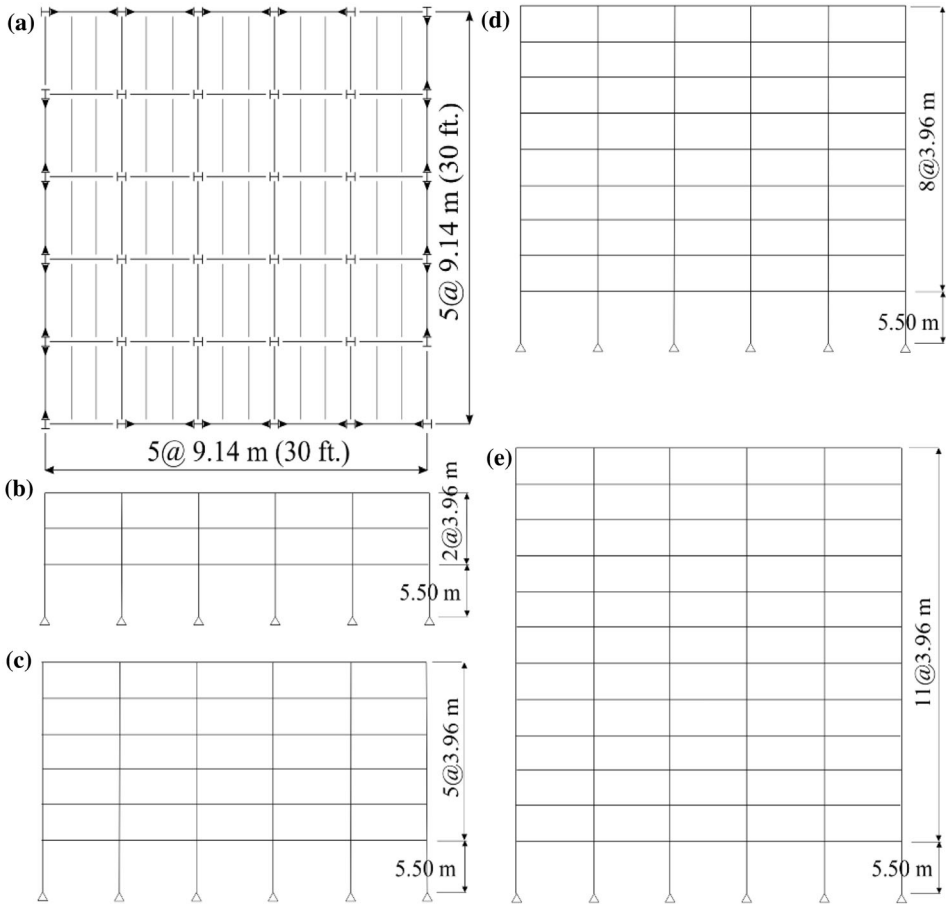 (a)
5@ 9.14 m (30 ft.)
5@ 9.14 m (30 ft.)
(b)
2@3.96 m
5.50 m
(c)
5@3.96 m
5.50 m
(d)
8@3.96 m
5.50 m
(e)
11@3.96 m
5.50 m